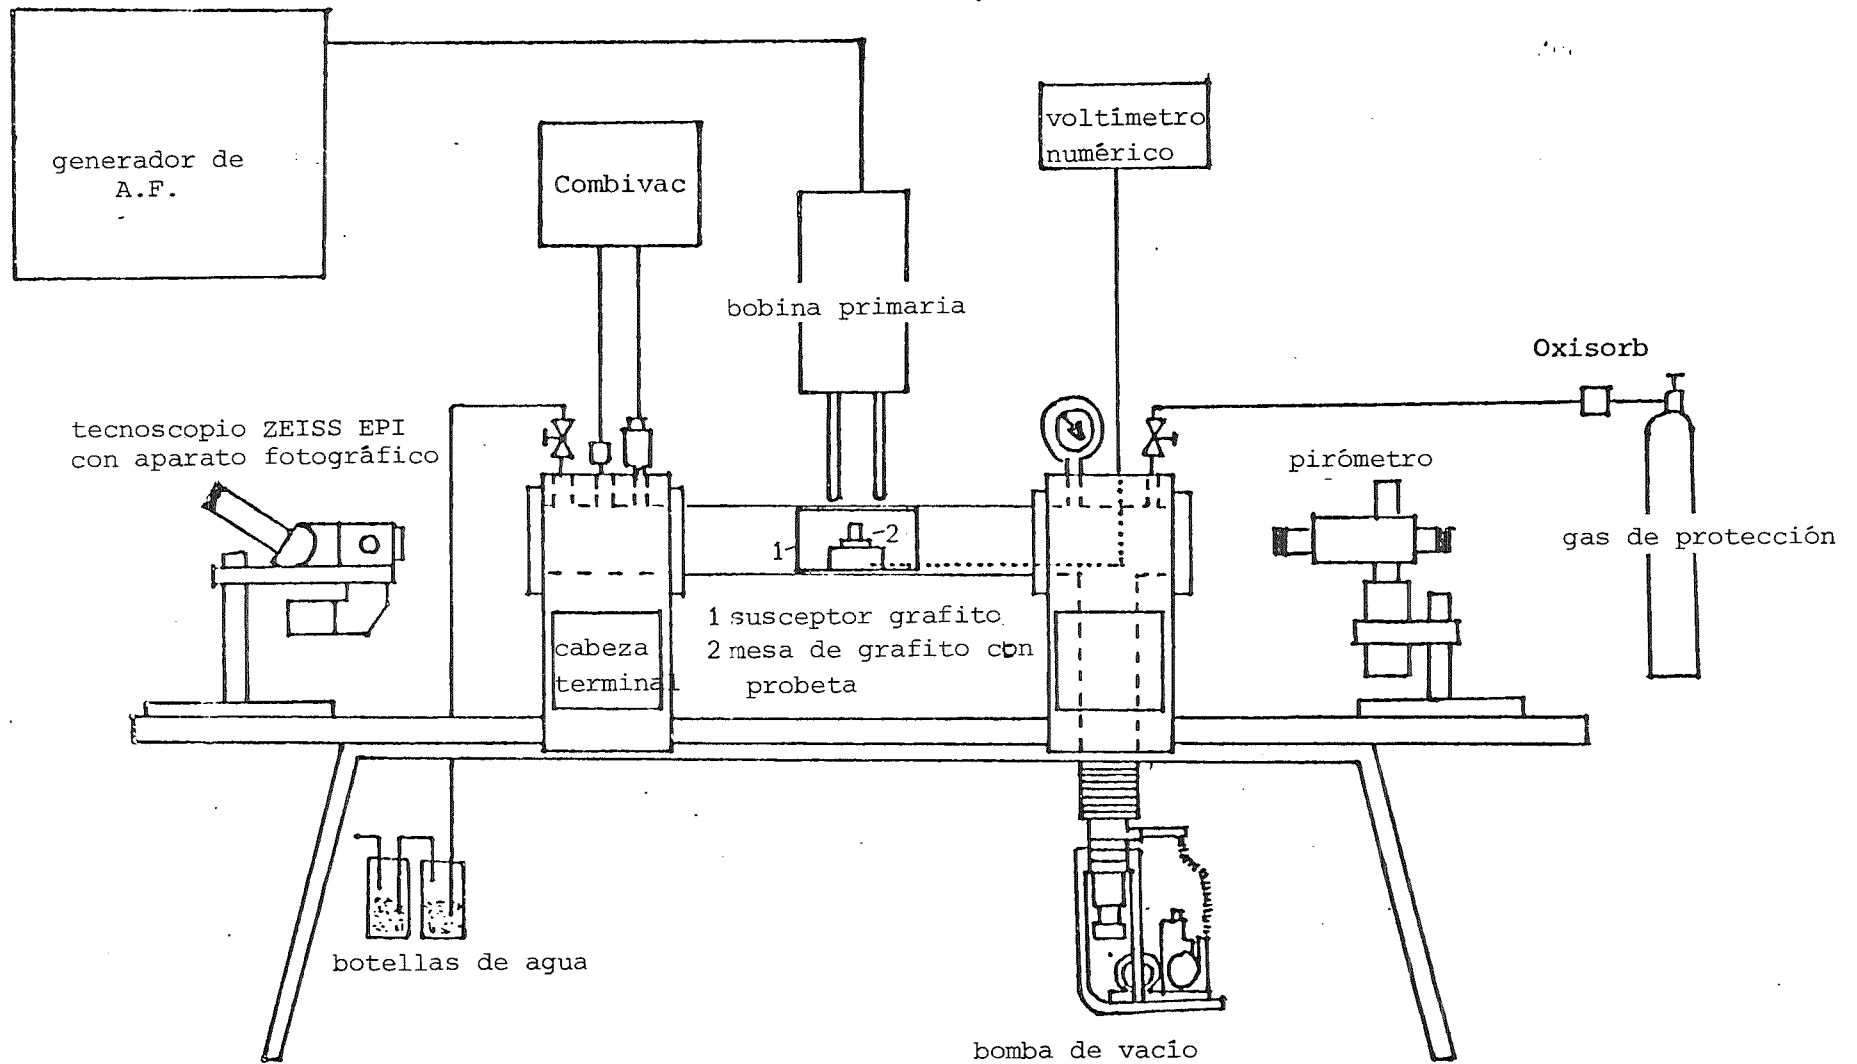 generador de
A.F.
Combivac
voltímetro
numérico
bobina primaria
Oxisorb
tecnoscopio ZEISS EPI
con aparato fotográfico
pirómetro
gas de protección
1
2
1 susceptor grafito
2 mesa de grafito con
probeta
cabeza
terminal
botellas de agua
bomba de vacío